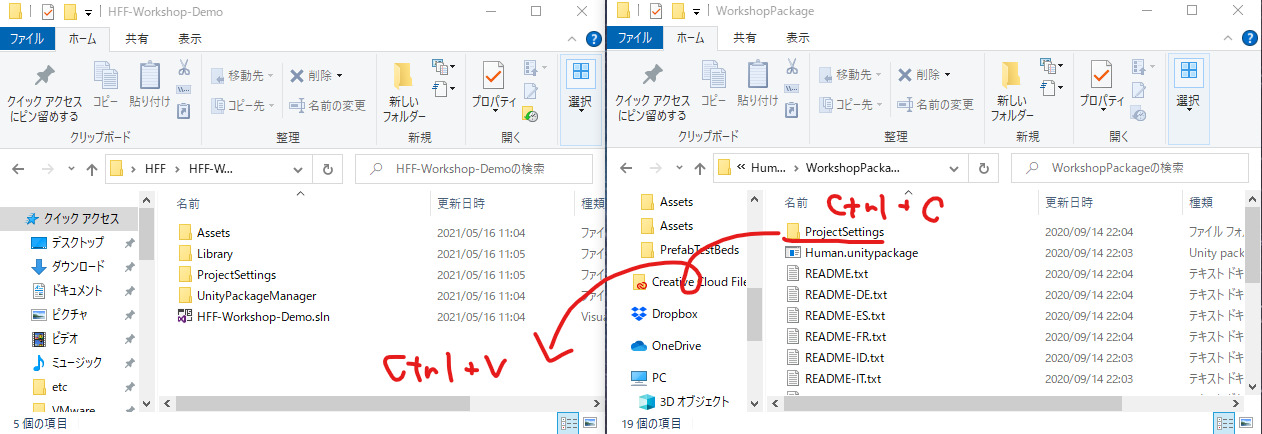 HFF-Workshop-Demo
ファイル ホーム 共有 表示
クイック アクセス
にピン留めする
コピー 貼り付け
移動先
コピー先
削除
名前の変更
新しい
フォルダー
プロパティ
選択
クリップボード 整理 新規 開く
HFF HFF-W...
HFF-Workshop-Demoの検索
クイック アクセス
デスクトップ
ダウンロード
ドキュメント
ピクチャ
ビデオ
ミュージック
etc
VMware
名前 更新日時 種類
Assets 2021/05/16 11:04 ファイ
Library 2021/05/16 11:05 ファイ
ProjectSettings 2021/05/16 11:05 ファイ
UnityPackageManager 2021/05/16 11:04 ファイ
HFF-Workshop-Demo.sln 2021/05/16 11:04 Visua
Ctrl+V
5 個の項目
WorkshopPackage
ファイル ホーム 共有 表示
クイック アクセス
にピン留めする
コピー 貼り付け
移動先
コピー先
削除
名前の変更
新しい
フォルダー
プロパティ
選択
クリップボード 整理 新規 開く
« Hum... WorkshopPacka...
WorkshopPackageの検索
Assets
Assets
PrefabTestBeds
Creative Cloud File
Dropbox
OneDrive
PC
3D オブジェクト
Ctrl+C
名前 更新日時 種類
ProjectSettings 2020/09/14 22:04 ファイル フォ
Human.unitypackage 2020/09/14 22:04 Unity pack
README.txt 2020/09/14 22:04 テキスト ドキ
README-DE.txt 2020/09/14 22:04 テキスト ドキ
README-ES.txt 2020/09/14 22:04 テキスト ドキ
README-FR.txt 2020/09/14 22:04 テキスト ドキ
README-ID.txt 2020/09/14 22:03 テキスト ドキ
README-IT.txt 2020/09/14 22:03 テキスト ドキ
19 個の項目